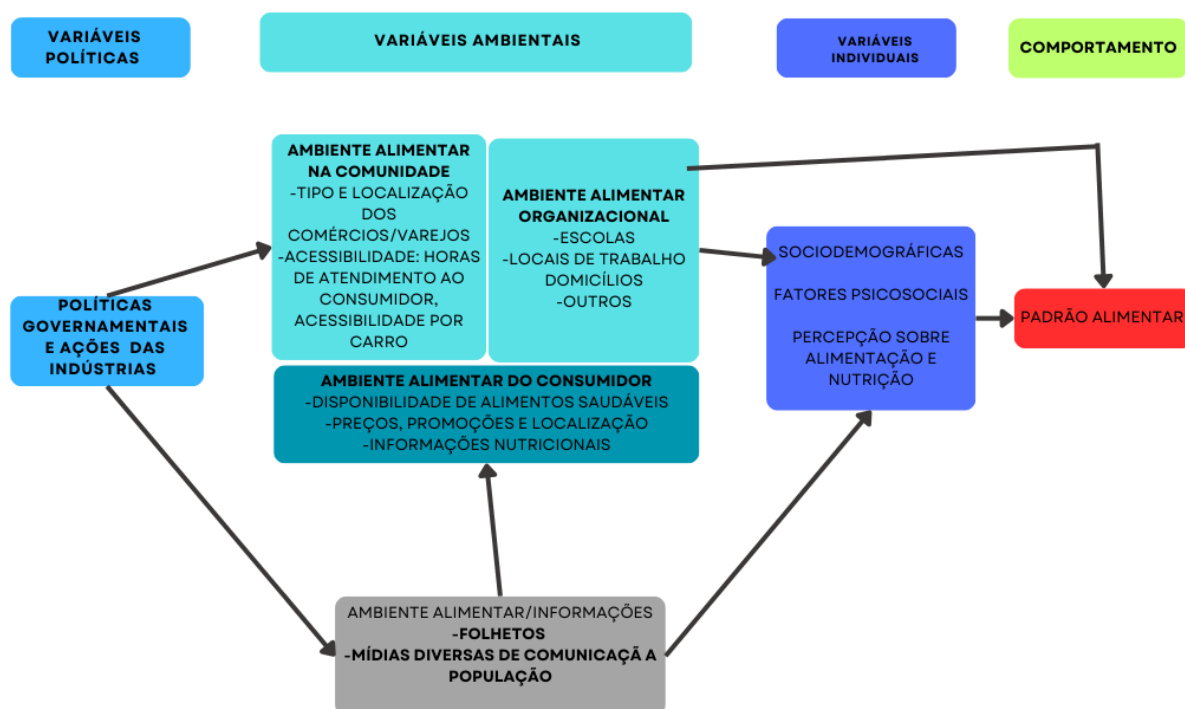 VARIÁVEIS
POLÍTICAS
VARIÁVEIS AMBIENTAIS
VARIÁVEIS
INDIVIDUAIS
COMPORTAMENTO
AMBIENTE ALIMENTAR
NA COMUNIDADE
-TIPO E LOCALIZAÇÃO
DOS
COMÉRCIOS/VAREJOS
-ACESSIBILIDADE: HORAS
DE ATENDIMENTO AO
CONSUMIDOR,
ACESSIBILIDADE POR
CARRO
AMBIENTE ALIMENTAR
ORGANIZACIONAL
-ESCOLAS
-LOCAIS DE TRABALHO
DOMICÍLIOS
-OUTROS
SOCIODEMOGRÁFICAS
FATORES PSICOSOCIAIS
PERCEPÇÃO SOBRE
ALIMENTAÇÃO E
NUTRIÇÃO
POLÍTICAS
GOVERNAMENTAIS
E AÇÕES DAS
INDÚSTRIAS
PADRÃO ALIMENTAR
AMBIENTE ALIMENTAR DO CONSUMIDOR
-DISPONIBILIDADE DE ALIMENTOS SAUDÁVEIS
-PREÇOS, PROMOÇÕES E LOCALIZAÇÃO
-INFORMAÇÕES NUTRICIONAIS
AMBIENTE ALIMENTAR/INFORMAÇÕES
-FOLHETOS
-MÍDIAS DIVERSAS DE COMUNICAÇÃ A
POPULAÇÃO